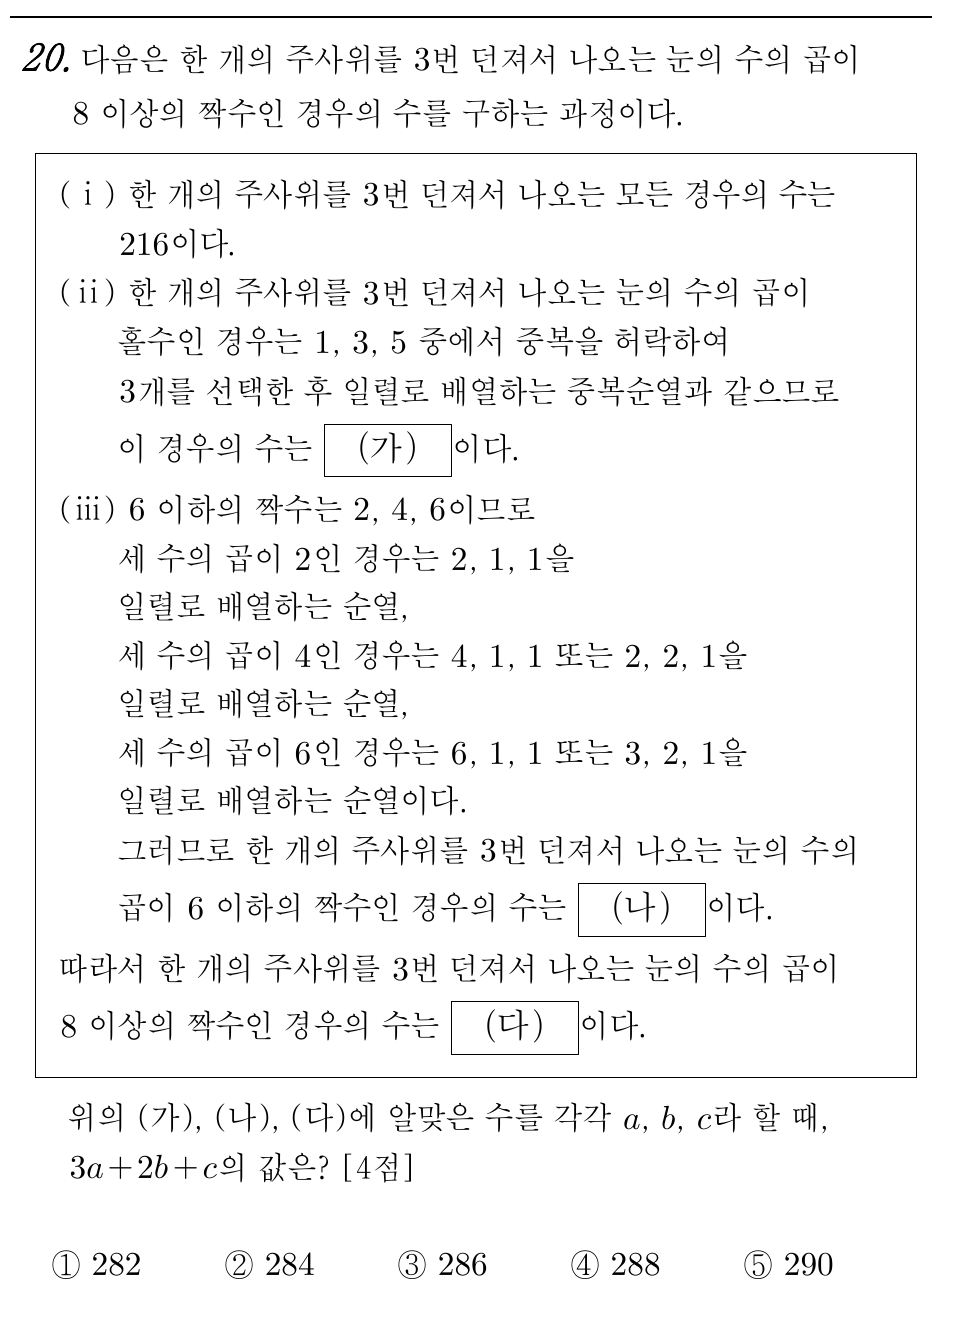 20. 다음은 한 개의 주사위를 3번 던져서 나오는 눈의 수의 곱이
8 이상의 짝수인 경우의 수를 구하는 과정이다.
(ⅰ) 한 개의 주사위를 3번 던져서 나오는 모든 경우의 수는
216이다.
(ⅱ) 한 개의 주사위를 3번 던져서 나오는 눈의 수의 곱이
홀수인 경우는 1, 3, 5 중에서 중복을 허락하여
3개를 선택한 후 일렬로 배열하는 중복순열과 같으므로
이 경우의 수는 (가) 이다.
(ⅲ) 6 이하의 짝수는 2, 4, 6이므로
세 수의 곱이 2인 경우는 2, 1, 1을
일렬로 배열하는 순열,
세 수의 곱이 4인 경우는 4, 1, 1 또는 2, 2, 1을
일렬로 배열하는 순열,
세 수의 곱이 6인 경우는 6, 1, 1 또는 3, 2, 1을
일렬로 배열하는 순열이다.
그러므로 한 개의 주사위를 3번 던져서 나오는 눈의 수의
곱이 6 이하의 짝수인 경우의 수는 (나) 이다.
따라서 한 개의 주사위를 3번 던져서 나오는 눈의 수의 곱이
8 이상의 짝수인 경우의 수는 (다) 이다.
위의 (가), (나), (다)에 알맞은 수를 각각 a, b, c라 할 때,
3a+2b+c의 값은? [4점]
① 282 ② 284 ③ 286 ④ 288 ⑤ 290